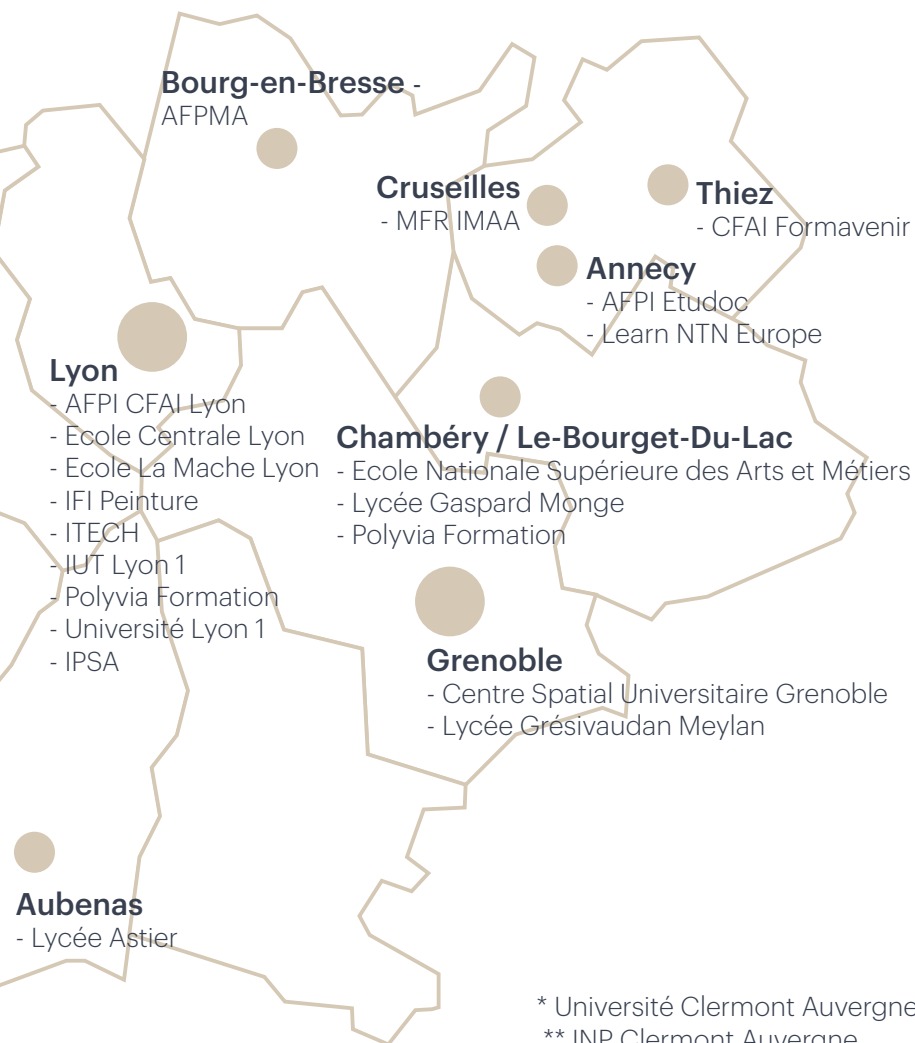 Bourg-en-Bresse -
AFPMA
Cruseilles
- MFR IMAA
Thiez
- CFAI Formavenir
Annecy
- AFPI Etudoc
- Learn NTN Europe
Lyon
- AFPI CFAI Lyon
- Ecole Centrale Lyon
- Ecole La Mache Lyon
- IFI Peinture
- ITECH
- IUT Lyon 1
- Polyvia Formation
- Université Lyon 1
- IPSA
Chambéry / Le-Bourget-Du-Lac
- Ecole Nationale Supérieure des Arts et Métiers
- Lycée Gaspard Monge
- Polyvia Formation
Grenoble
- Centre Spatial Universitaire Grenoble
- Lycée Grésivaudan Meylan
Aubenas
- Lycée Astier
* Université Clermont Auvergne
** INP Clermont Auvergne